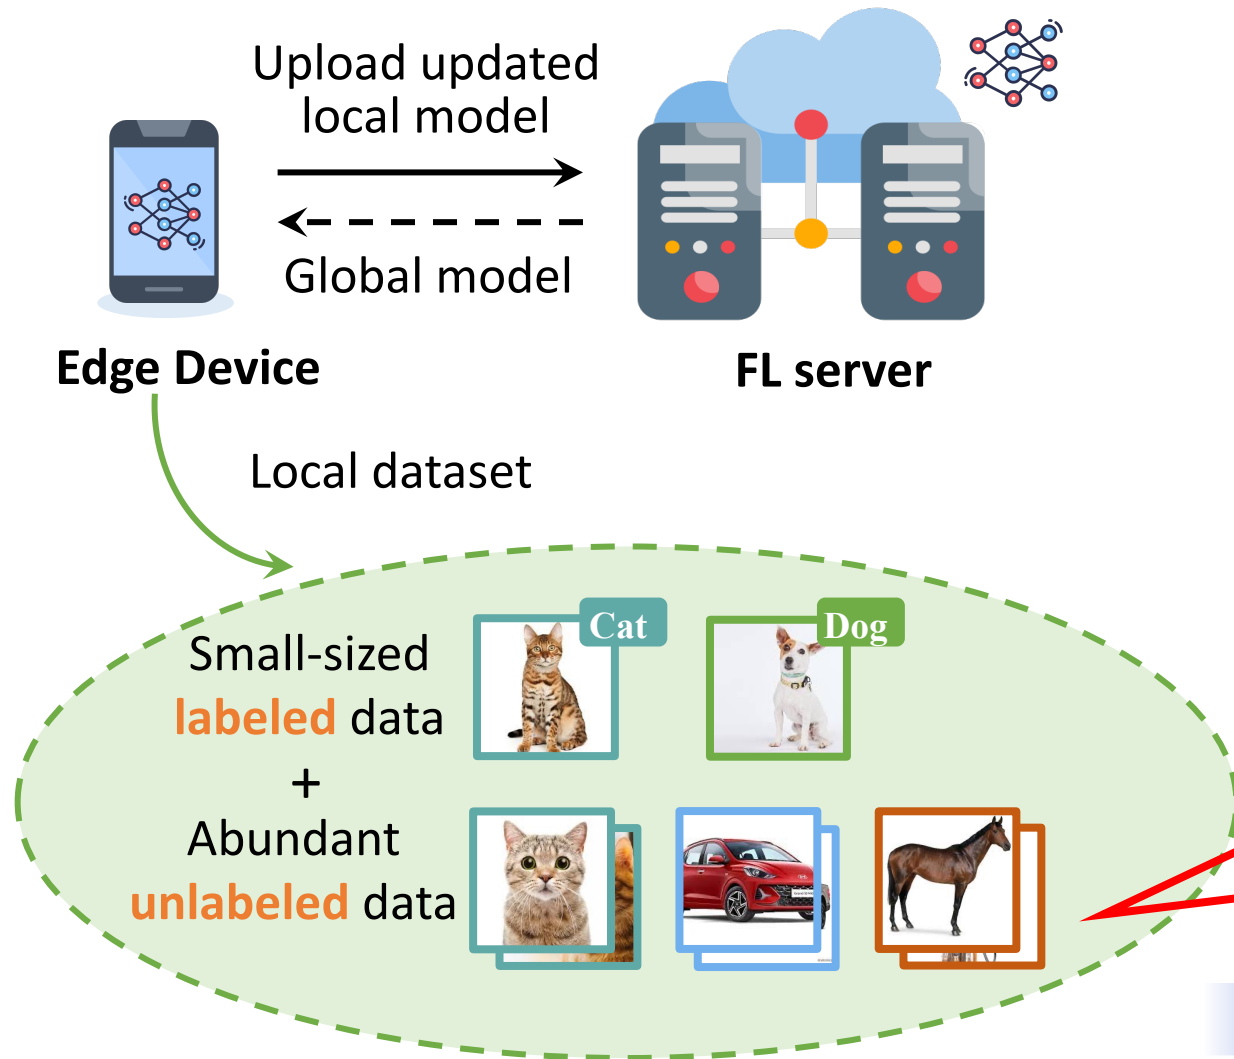 Upload updated
local model
Global model
Edge Device
FL server
Local dataset
Small-sized
labeled data
+
Abundant
unlabeled data
Cat
Dog